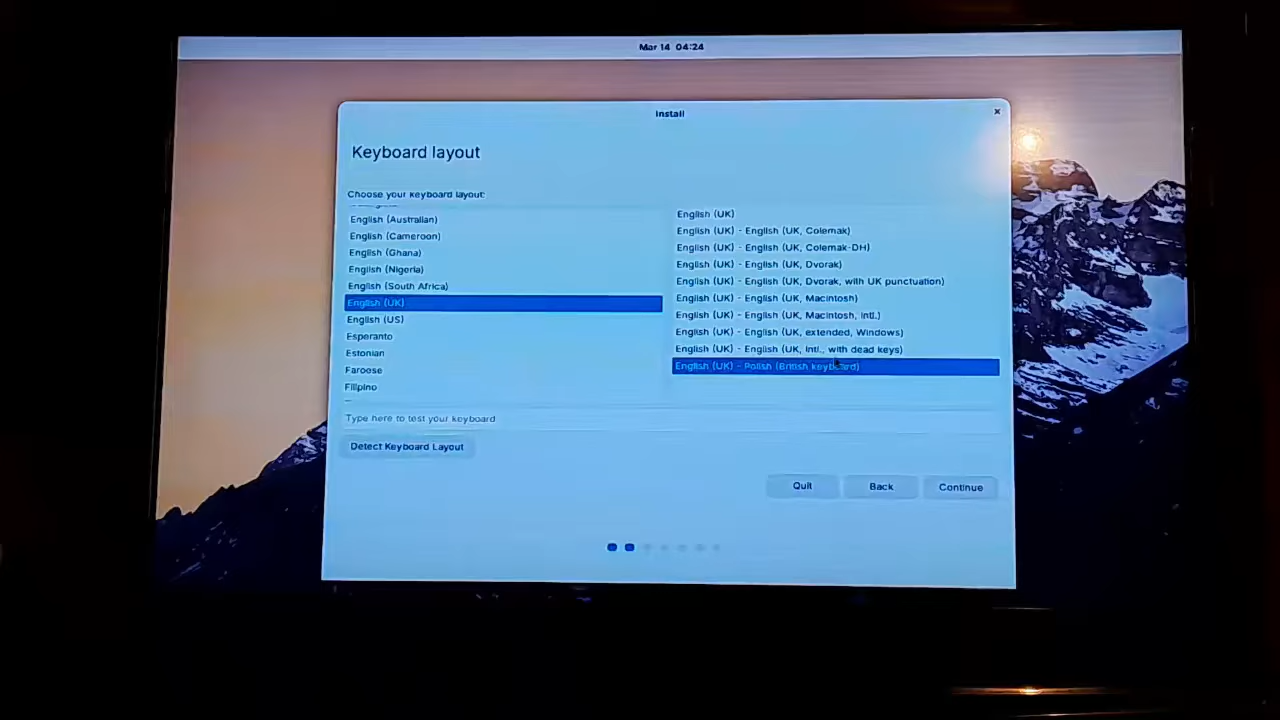 Mar 14 04:24
Install
Keyboard layout
Choose your keyboard layout:
English (Australian)
English (Cameroon)
English (Ghana)
English (Nigeria)
English (South Africa)
English (UK)
English (US)
Esperanto
Estonian
Faroese
Filipino
English (UK)
English (UK) - English (UK, Colemak)
English (UK) - English (UK, Colemak-DH)
English (UK) - English (UK, Dvorak)
English (UK) - English (UK, Dvorak, with UK punctuation)
English (UK) - English (UK, Macintosh)
English (UK) - English (UK, Macintosh, intl.)
English (UK) - English (UK, extended, Windows)
English (UK) - English (UK, intl., with dead keys)
English (UK) - Polish (British keyboard)
Type here to test your keyboard
Detect Keyboard Layout
Quit
Back
Continue